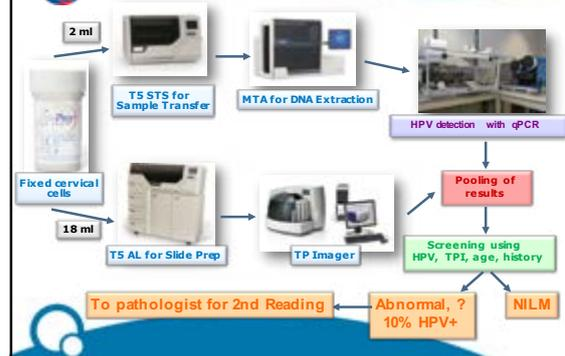 2 ml
T5 STS for
Sample Transfer
MTA for DNA Extraction
HPV detection with qPCR
Fixed cervical
cells
18 ml
T5 AL for Slide Prep
TP Imager
Pooling of
results
Screening using
HPV, TPI, age, history
To pathologist for 2nd Reading
Abnormal, ?
10% HPV+
NILM